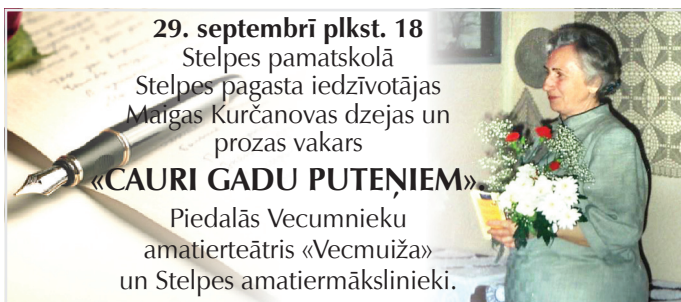 29. septembrī plkst. 18
Stelpes pamatskolā
Stelpes pagasta iedzīvotājas
Maigas Kurčanovas dzejas un
prozas vakars
«CAURI GADU PUTEŅIEM».
Piedalās Vecumnieku
amatierteātris «Vecmuiža»
un Stelpes amatiermākslinieki.